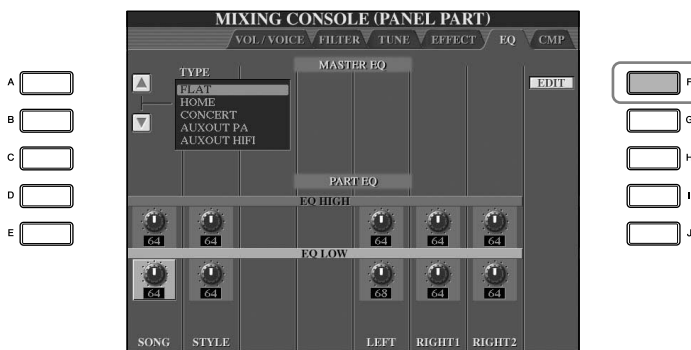 MIXING CONSOLE (PANEL PART)
VOL / VOICE FILTER TUNE EFFECT EQ CMP
MASTER EQ
TYPE
EDIT
FLAT
HOME
CONCERT
AUXOUT PA
AUXOUT HIFI
PART EQ
EQ HIGH
64 64 64 64 64
EQ LOW
64 64 68 64 64
SONG STYLE LEFT RIGHT1 RIGHT2
A
B
C
D
E
F
G
H
I
J